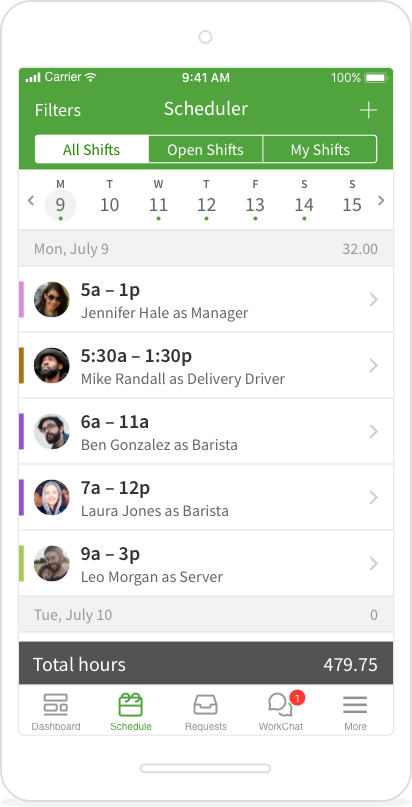 Carrier 9:41 AM 100%
Filters Scheduler +
All Shifts Open Shifts My Shifts
M T W T F S S
9 10 11 12 13 14 15
Mon, July 9 32.00
5a – 1p
Jennifer Hale as Manager
5:30a – 1:30p
Mike Randall as Delivery Driver
6a – 11a
Ben Gonzalez as Barista
7a – 12p
Laura Jones as Barista
9a – 3p
Leo Morgan as Server
Tue, July 10 0
Total hours 479.75
1
Dashboard Schedule Requests WorkChat More